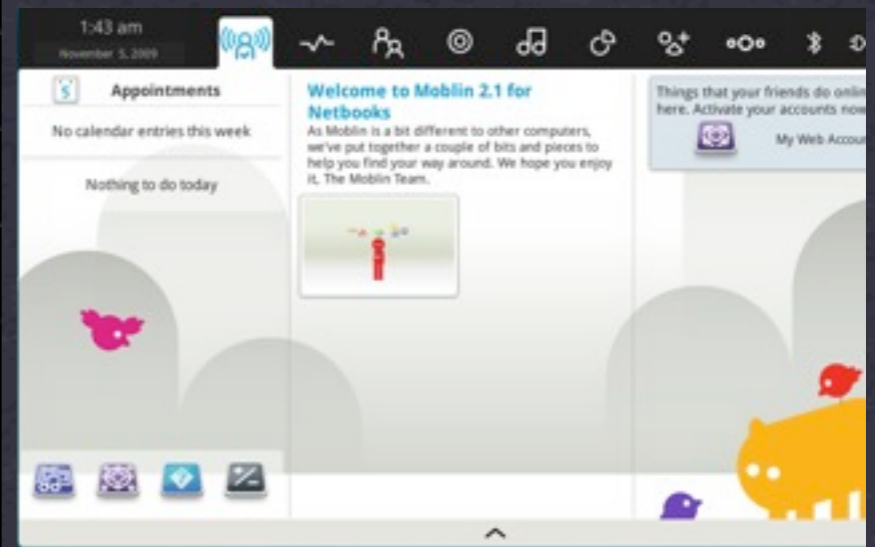 1:43 am
November 5, 2009
5
Appointments
No calendar entries this week
Nothing to do today
Welcome to Moblin 2.1 for
Netbooks
As Moblin is a bit different to other computers,
we've put together a couple of bits and pieces to
help you find your way around. We hope you enjoy
it, The Moblin Team.
Things that your friends do onlin
here. Activate your accounts now
My Web Accour